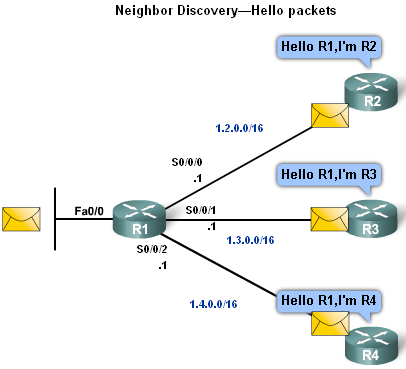 Neighbor Discovery—Hello packets
Hello R1,I'm R2
R2
1.2.0.0/16
S0/0/0
.1
Hello R1,I'm R3
Fa0/0
S0/0/1
.1
R1
R3
1.3.0.0/16
S0/0/2
.1
1.4.0.0/16
Hello R1,I'm R4
R4